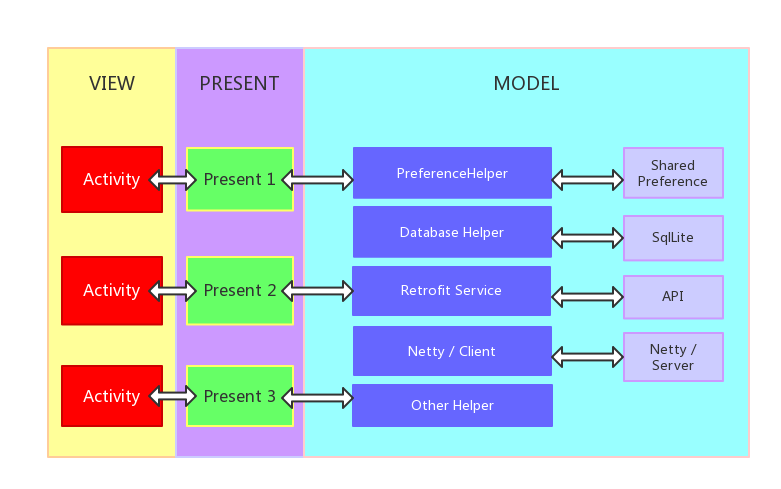 VIEW
PRESENT
MODEL
Activity
Present 1
PreferenceHelper
Shared
Preference
Database Helper
SqlLite
Activity
Present 2
Retrofit Service
API
Netty / Client
Netty /
Server
Activity
Present 3
Other Helper